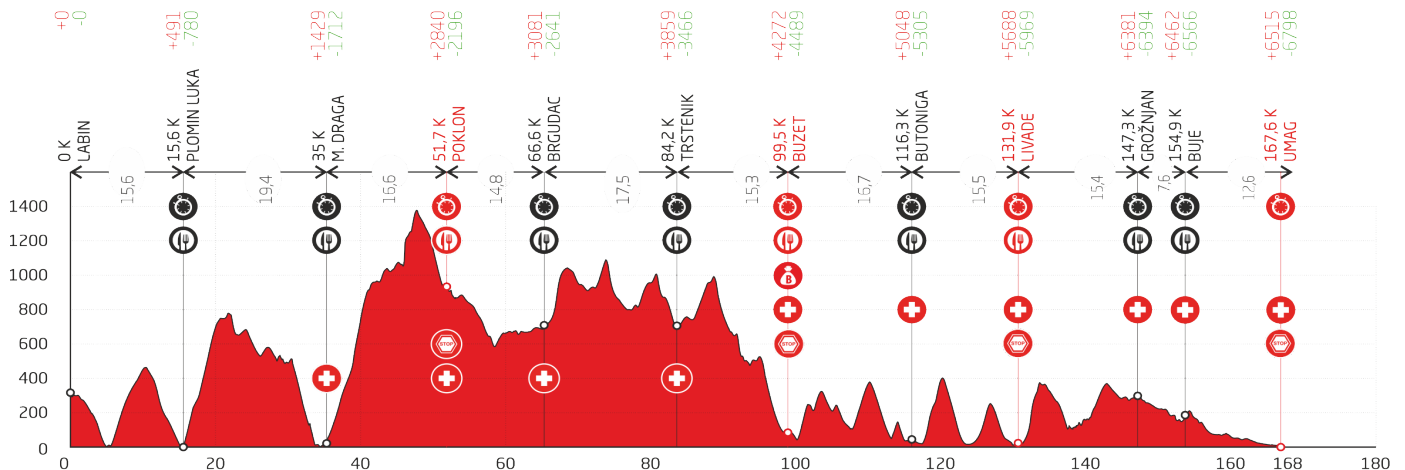 +0
-0
+491
-780
+1429
-1712
+2840
-2196
+3081
-2641
+3859
-3466
+4272
-4489
+5048
-5305
+5688
-5969
+6381
-6394
+6462
-6566
+6515
-6798
0 K
LABIN
15,6 K
PLOMIN LUKA
35 K
M. DRAGA
51,7 K
POKLON
66,6 K
BRGUDAC
84,2 K
TRSTENIK
99,5 K
BUZET
116,3 K
BUTONIGA
131,9 K
LIVADE
147,3 K
GROŽNJAN
154,9 K
BUJE
167,6 K
UMAG
15,6
19,4
16,6
14,8
17,5
15,3
16,7
15,5
15,4
7,6
12,6
1400
1200
1000
B
800
600
STOP
STOP
STOP
STOP
400
200
0
0 20 40 60 80 100 120 140 160 168 180